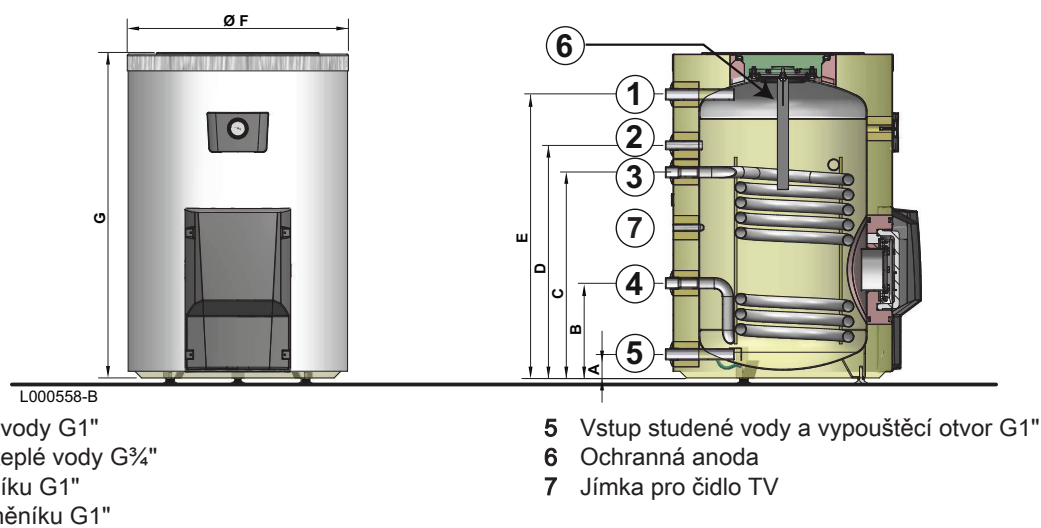 Ø F
G
6
1
2
3
7
4
5
E
D
C
B
A
L000558-B
vody G1"
eplé vody G¾"
íku G1"
něníku G1"
5 Vstup studené vody a vypouštěcí otvor G1"
6 Ochranná anoda
7 Jímka pro čidlo TV